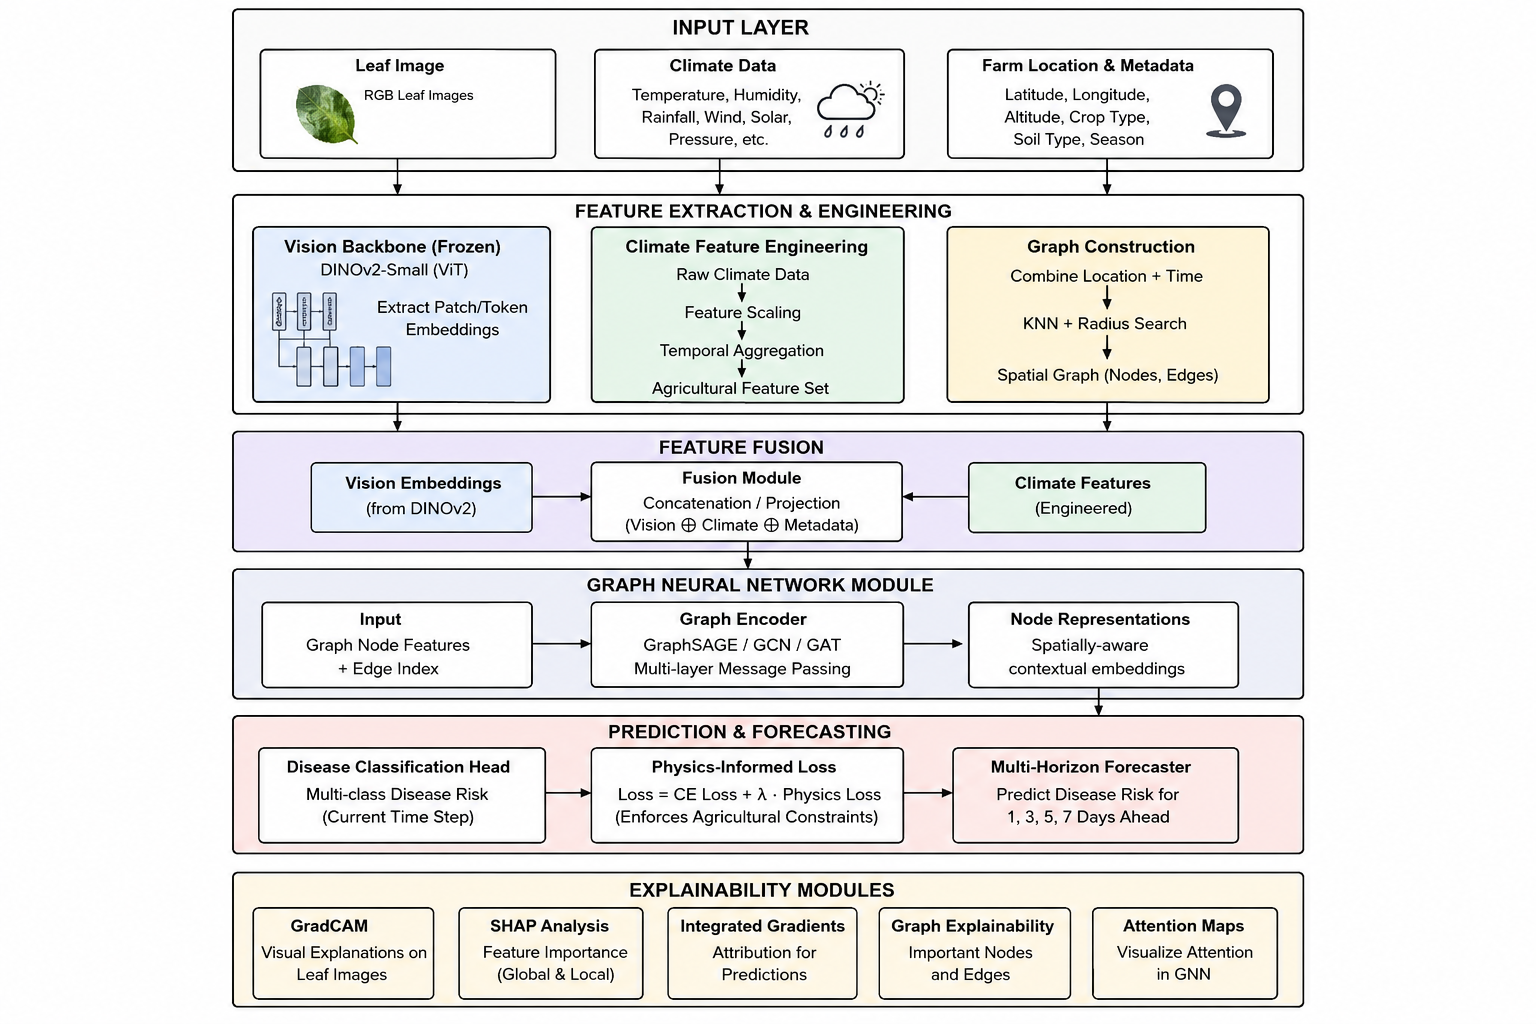 INPUT LAYER
Leaf Image
RGB Leaf Images
Climate Data
Temperature, Humidity,
Rainfall, Wind, Solar,
Pressure, etc.
Farm Location & Metadata
Latitude, Longitude,
Altitude, Crop Type,
Soil Type, Season
FEATURE EXTRACTION & ENGINEERING
Vision Backbone (Frozen)
DINOv2-Small (ViT)
Extract Patch/Token
Embeddings
Climate Feature Engineering
Raw Climate Data
Feature Scaling
Temporal Aggregation
Agricultural Feature Set
Graph Construction
Combine Location + Time
KNN + Radius Search
Spatial Graph (Nodes, Edges)
FEATURE FUSION
Vision Embeddings
(from DINOv2)
Fusion Module
Concatenation / Projection
(Vision ⊕ Climate ⊕ Metadata)
Climate Features
(Engineered)
GRAPH NEURAL NETWORK MODULE
Input
Graph Node Features
+ Edge Index
Graph Encoder
GraphSAGE / GCN / GAT
Multi-layer Message Passing
Node Representations
Spatially-aware
contextual embeddings
PREDICTION & FORECASTING
Disease Classification Head
Multi-class Disease Risk
(Current Time Step)
Physics-Informed Loss
Loss = CE Loss + λ · Physics Loss
(Enforces Agricultural Constraints)
Multi-Horizon Forecaster
Predict Disease Risk for
1, 3, 5, 7 Days Ahead
EXPLAINABILITY MODULES
GradCAM
Visual Explanations on
Leaf Images
SHAP Analysis
Feature Importance
(Global & Local)
Integrated Gradients
Attribution for
Predictions
Graph Explainability
Important Nodes
and Edges
Attention Maps
Visualize Attention
in GNN